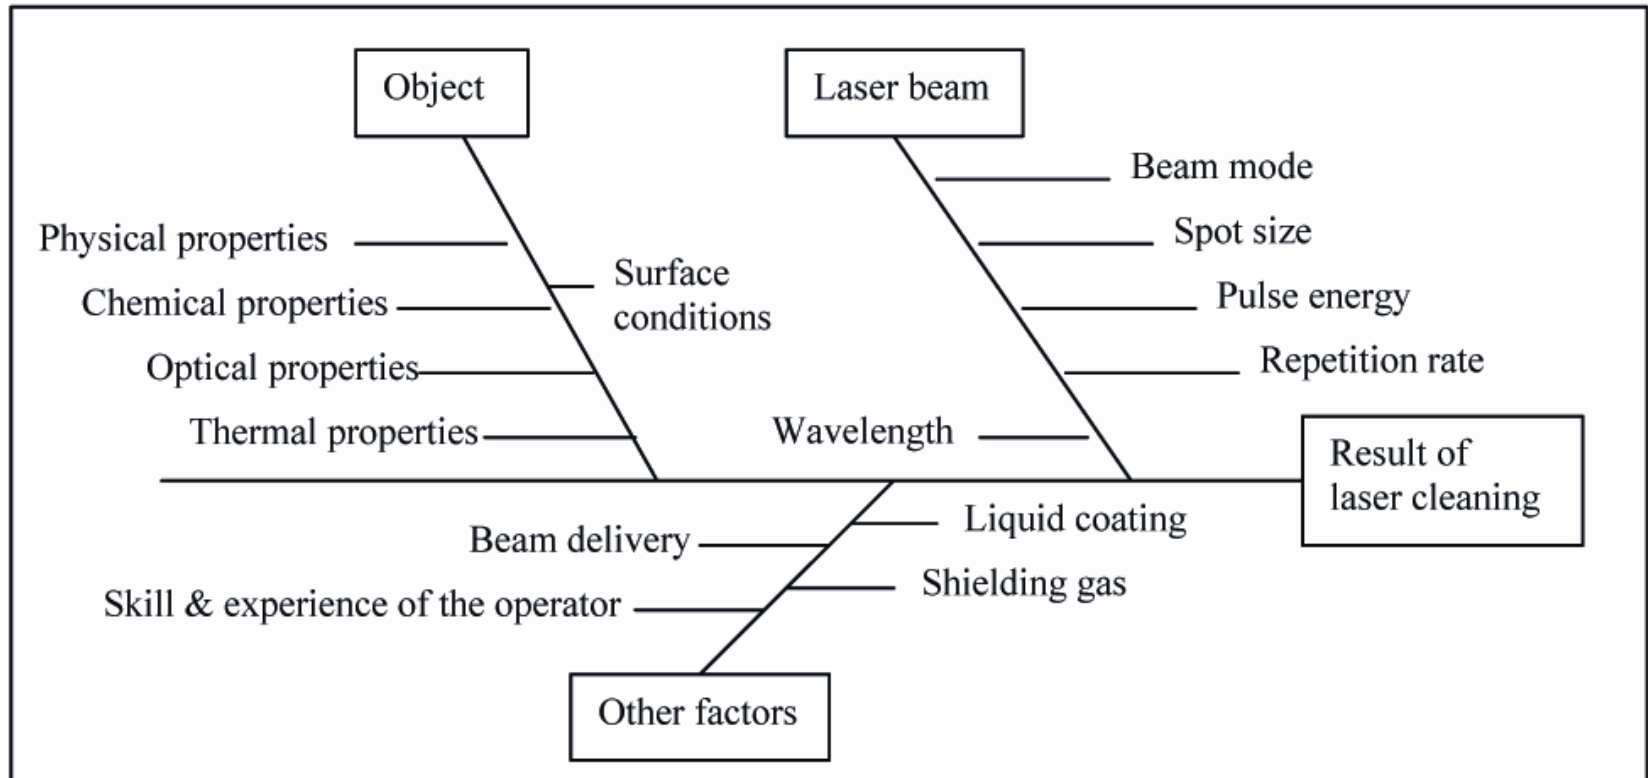 Object
Laser beam
Beam mode
Spot size
Physical properties
Surface
conditions
Chemical properties
Pulse energy
Optical properties
Repetition rate
Thermal properties
Wavelength
Result of
laser cleaning
Liquid coating
Beam delivery
Shielding gas
Skill & experience of the operator
Other factors